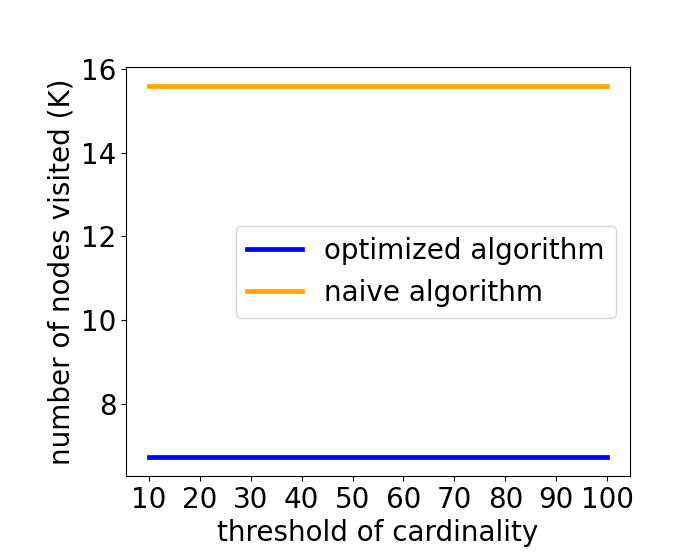 number of nodes visited (K)
16
14
12
10
8
optimized algorithm
naive algorithm
10 20 30 40 50 60 70 80 90 100
threshold of cardinality